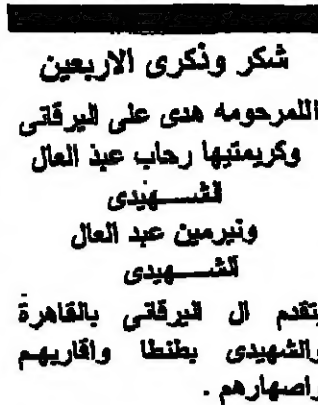 شكر وذكرى الاربعين
اللمرحومه هدى على البرقانى
وكريمتيها رحاب عبد العال
الشهيدى
ونيرمين عبد العال
الشهيدى
يتقدم ال البرقانى بالقاهرة
والشهيدى بطنطا واقاربهم
واصهارهم .